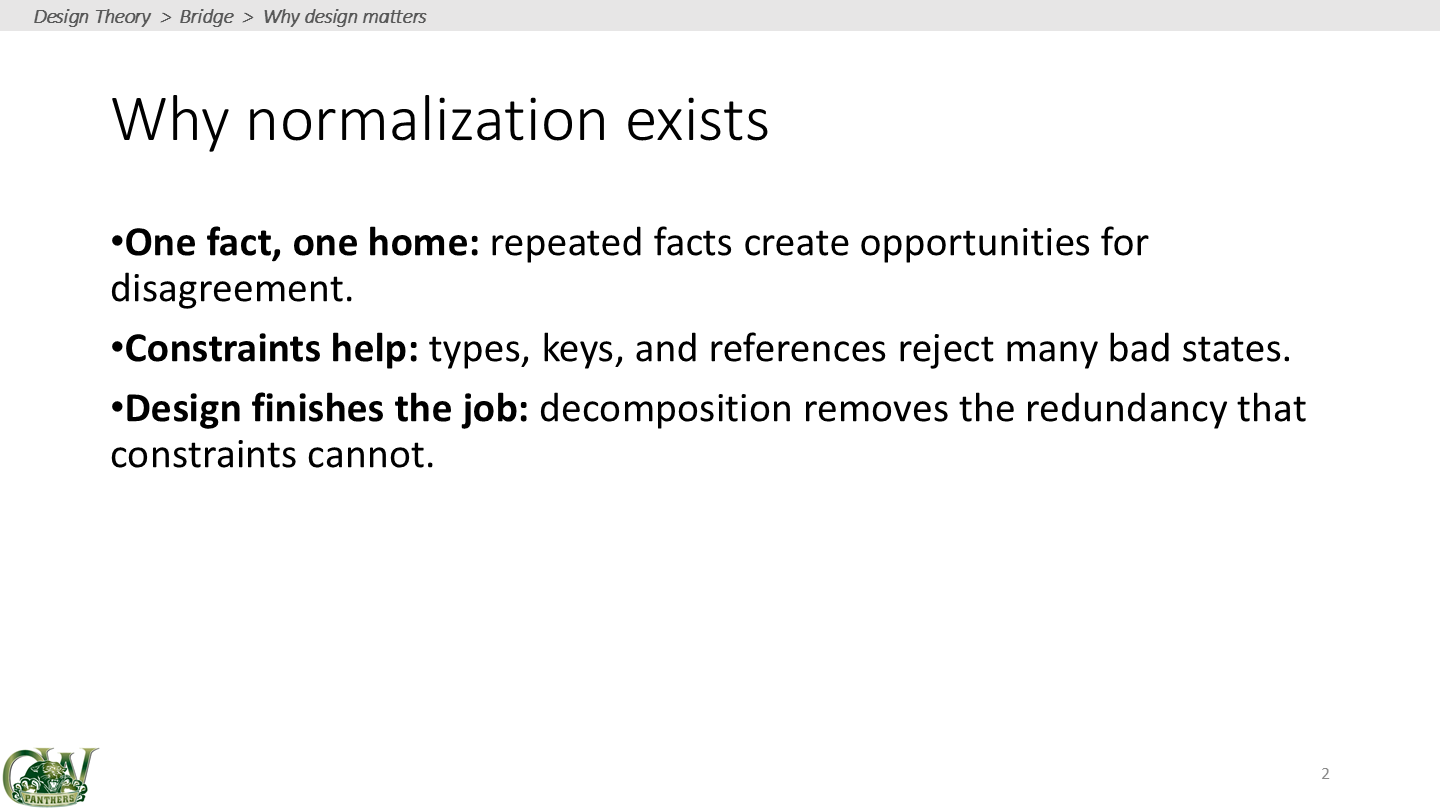 Design Theory > Bridge > Why design matters
Why normalization exists
•One fact, one home: repeated facts create opportunities for
disagreement.
•Constraints help: types, keys, and references reject many bad states.
•Design finishes the job: decomposition removes the redundancy that
constraints cannot.
OW
PANTHERS
2